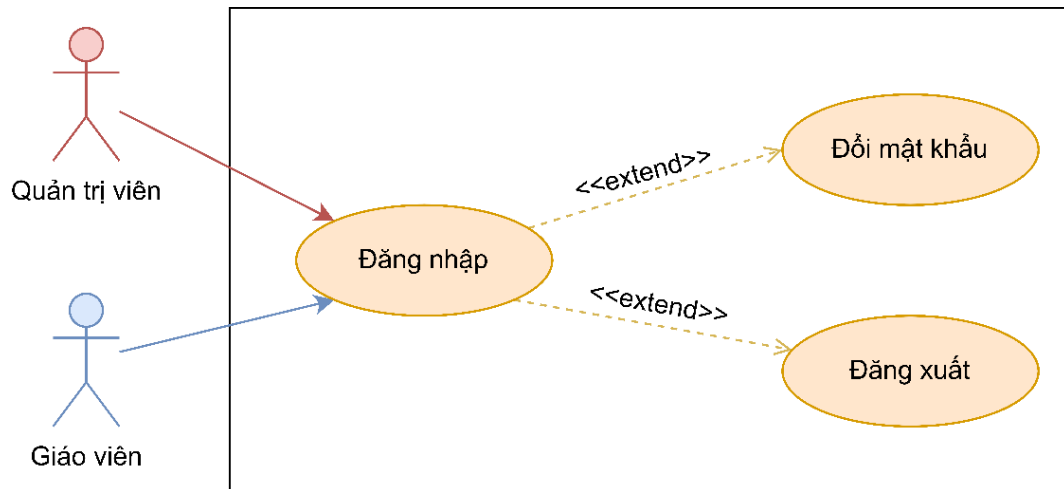 Quản trị viên
Giáo viên
Đăng nhập
<<extend>>
<<extend>>
Đổi mật khẩu
Đăng xuất